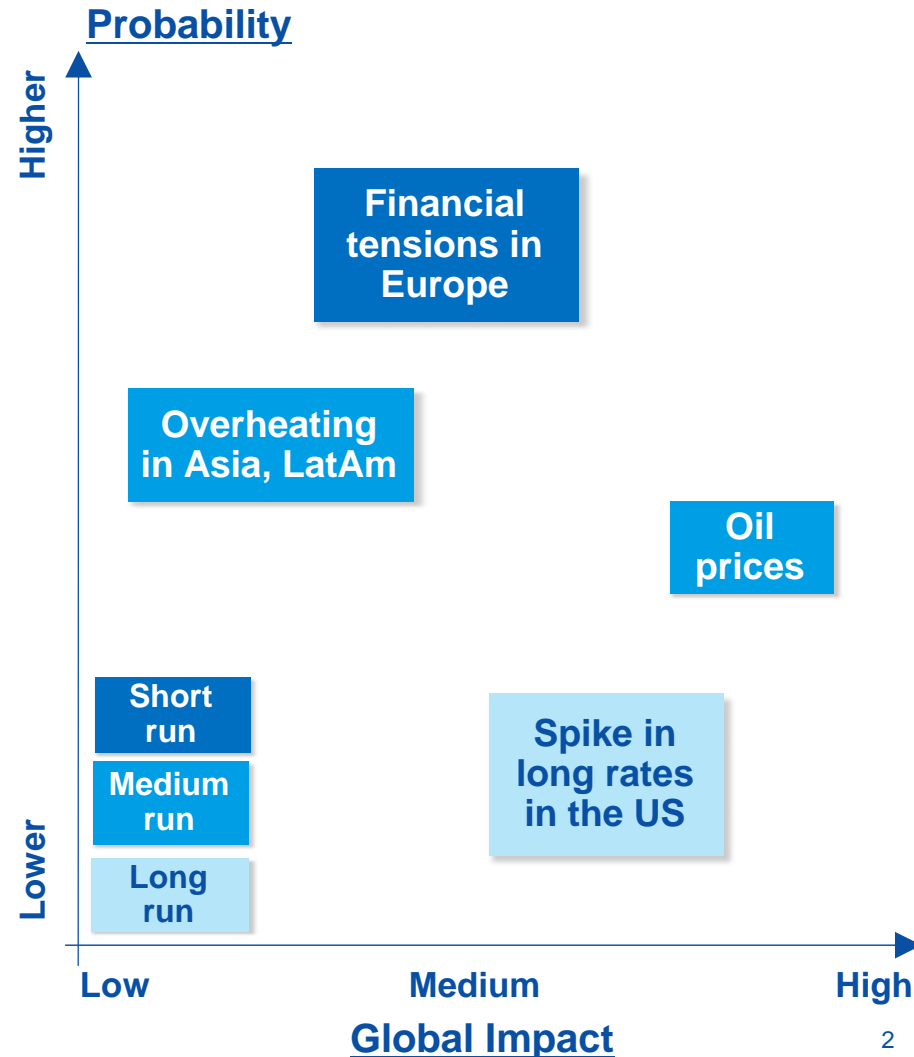 Probability
Higher
Financial
tensions in
Europe
Overheating
in Asia, LatAm
Oil
prices
Short
run
Medium
run
Long
run
Spike in
long rates
in the US
Lower
Low
Medium
High
Global Impact
2